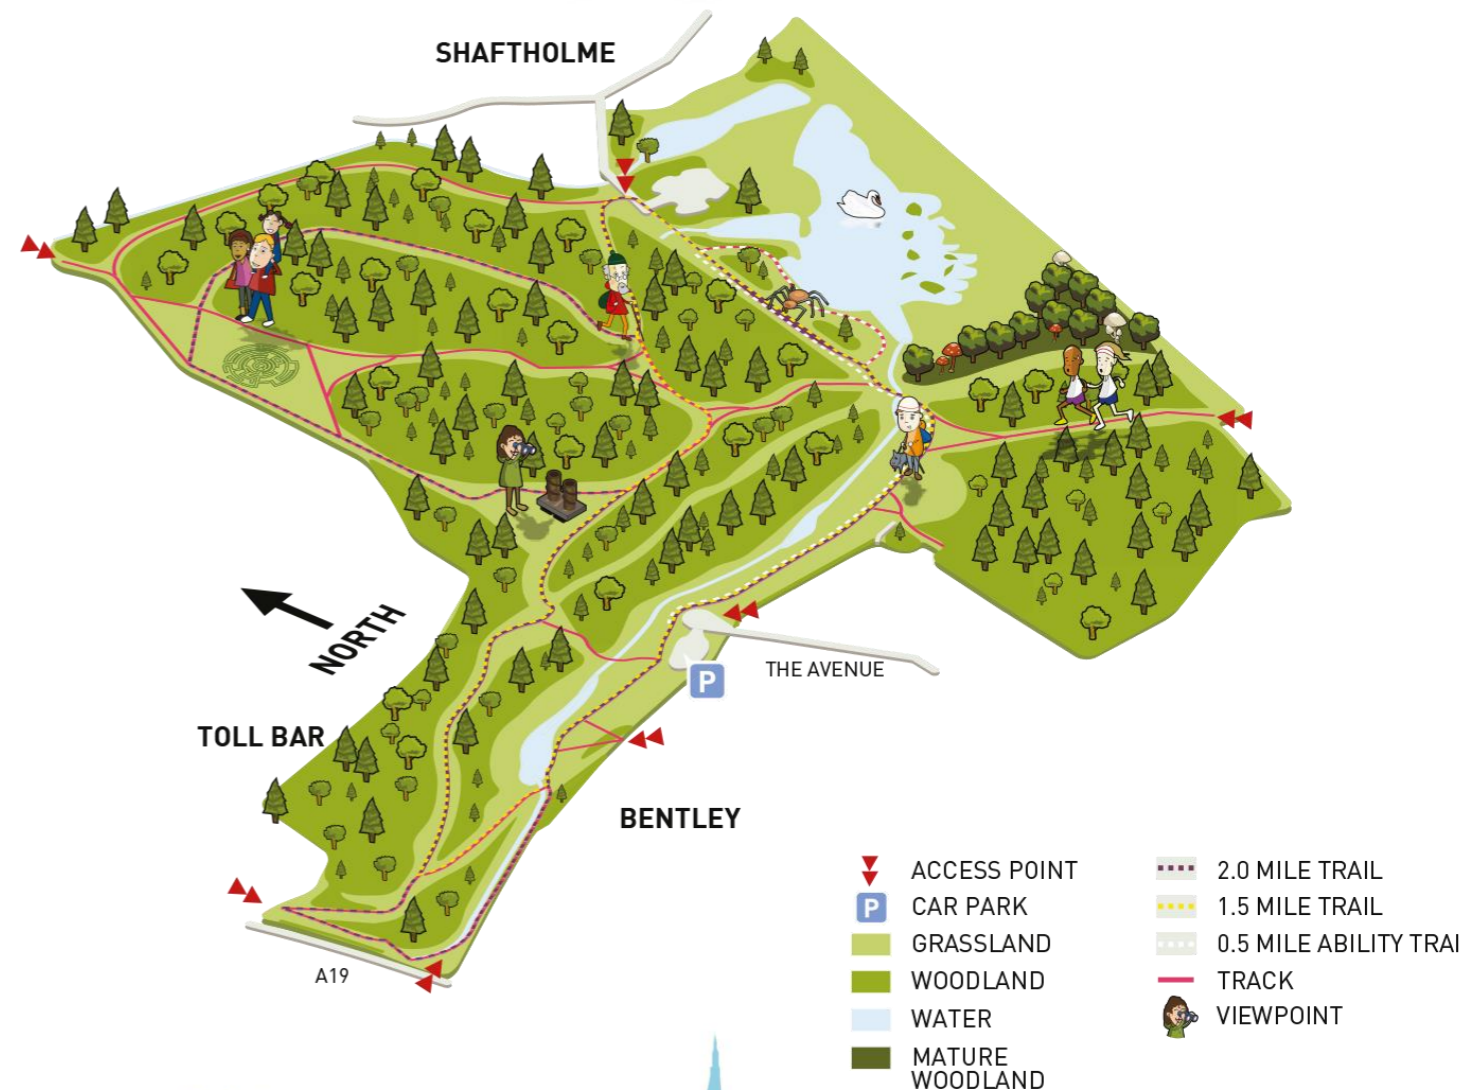 SHAFTHOLME
NORTH
THE AVENUE
P
TOLL BAR
BENTLEY
A19
ACCESS POINT
P CAR PARK
GRASSLAND
WOODLAND
WATER
MATURE
WOODLAND
2.0 MILE TRAIL
1.5 MILE TRAIL
0.5 MILE ABILITY TRAI
TRACK
VIEWPOINT